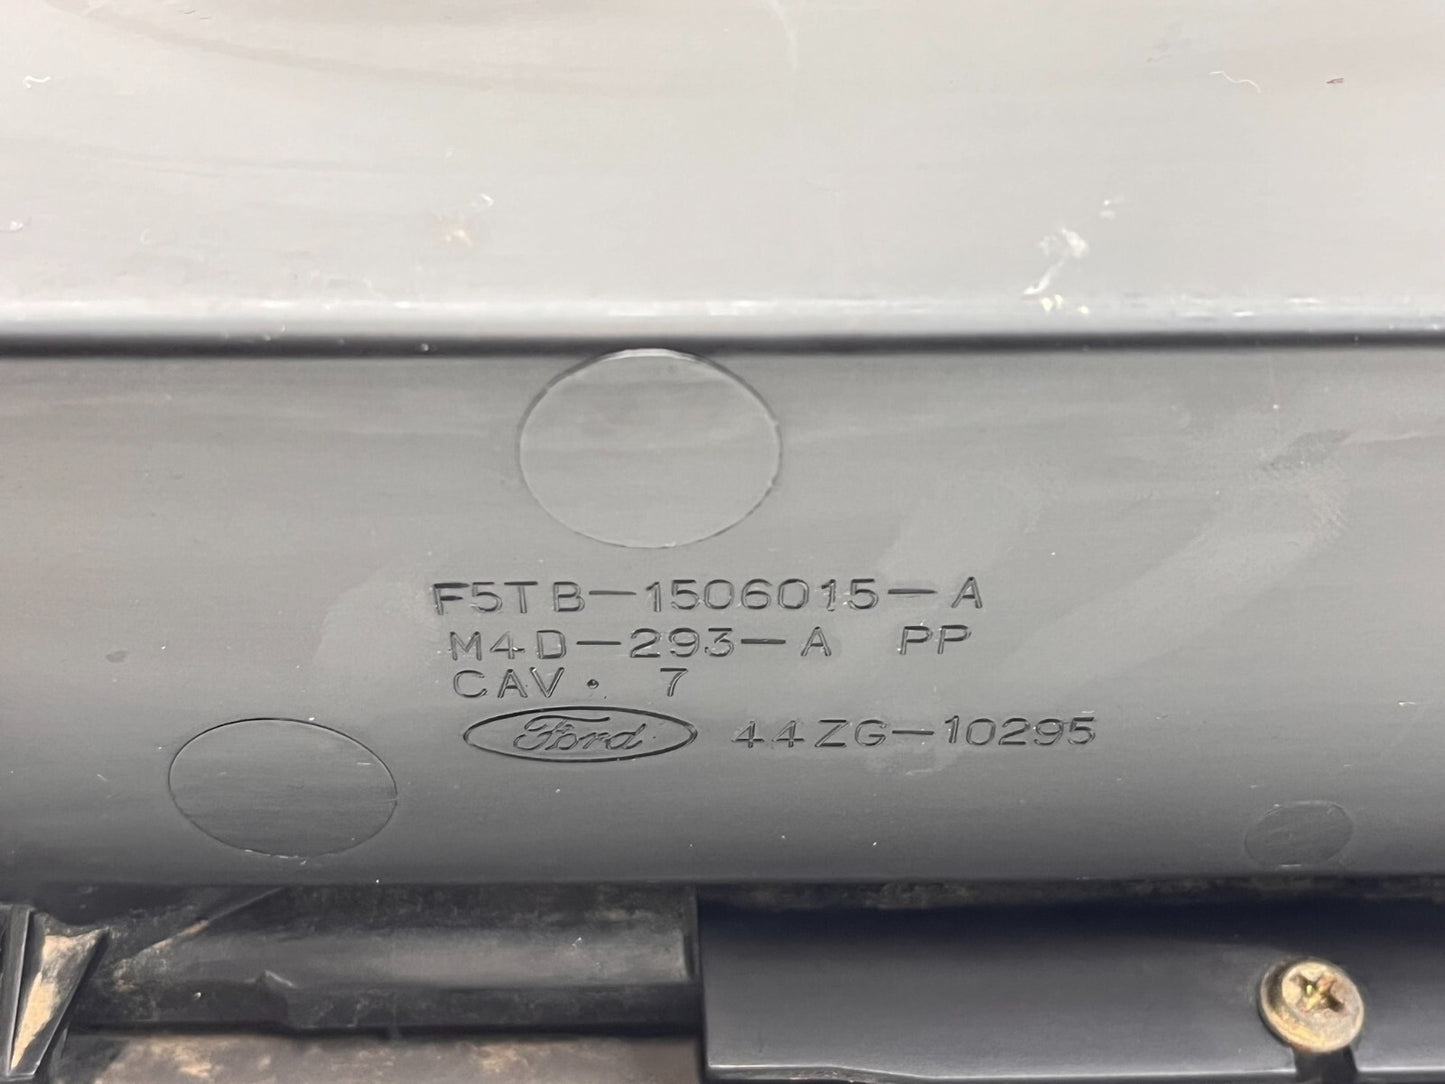 F5TB-1506015-A
M4D-293-A PP
CAV. 7
Ford 44ZG-10295